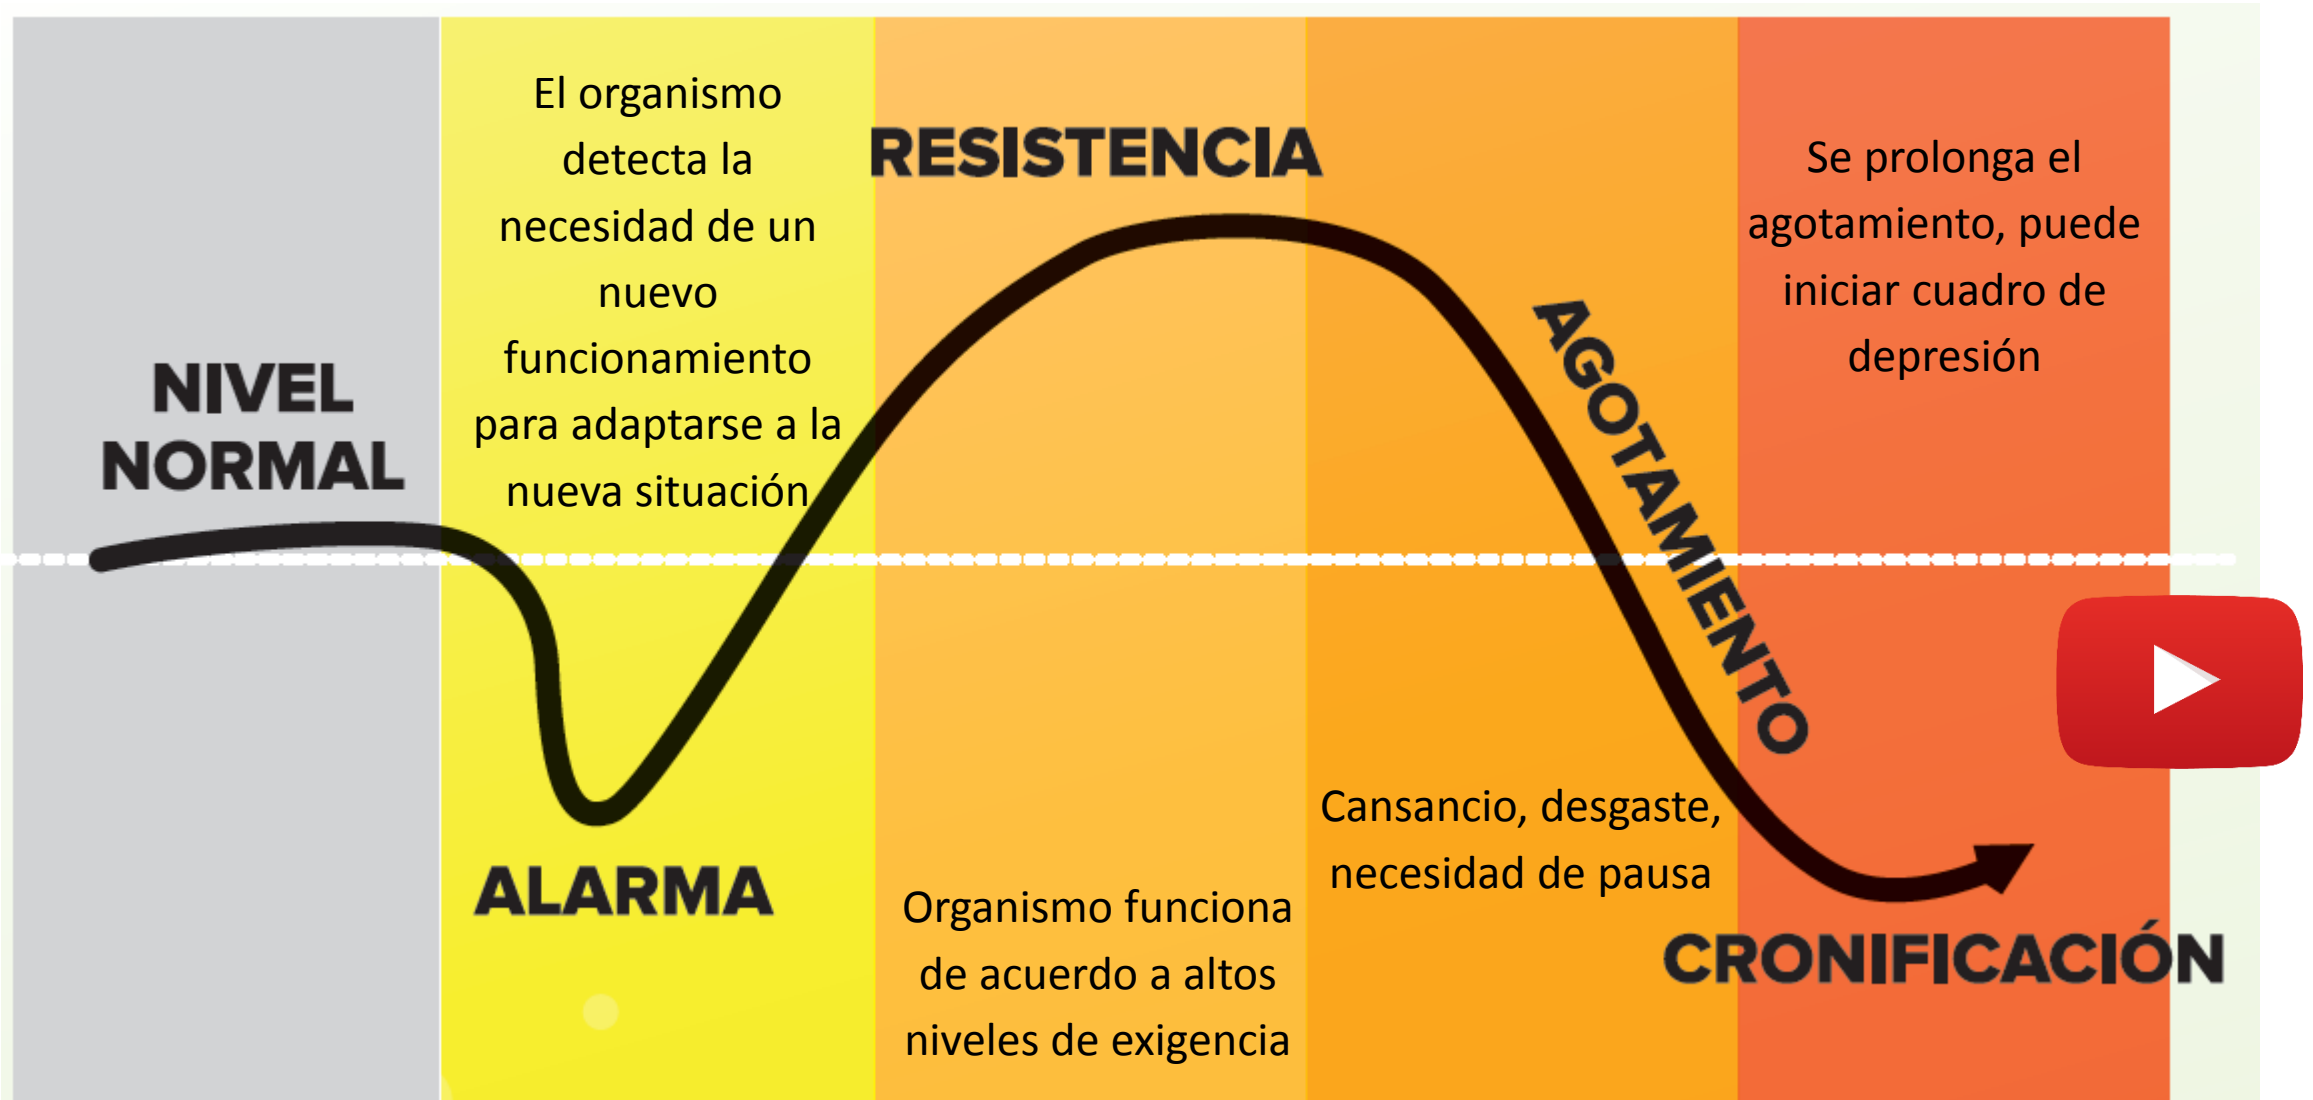 NIVEL
NORMAL
El organismo
detecta la
necesidad de un
nuevo
funcionamiento
para adaptarse a la
nueva situación
ALARMA
RESISTENCIA
Organismo funciona
de acuerdo a altos
niveles de exigencia
AGOTAMIENTO
Cansancio, desgaste,
necesidad de pausa
Se prolonga el
agotamiento, puede
iniciar cuadro de
depresión
CRONIFICACIÓN